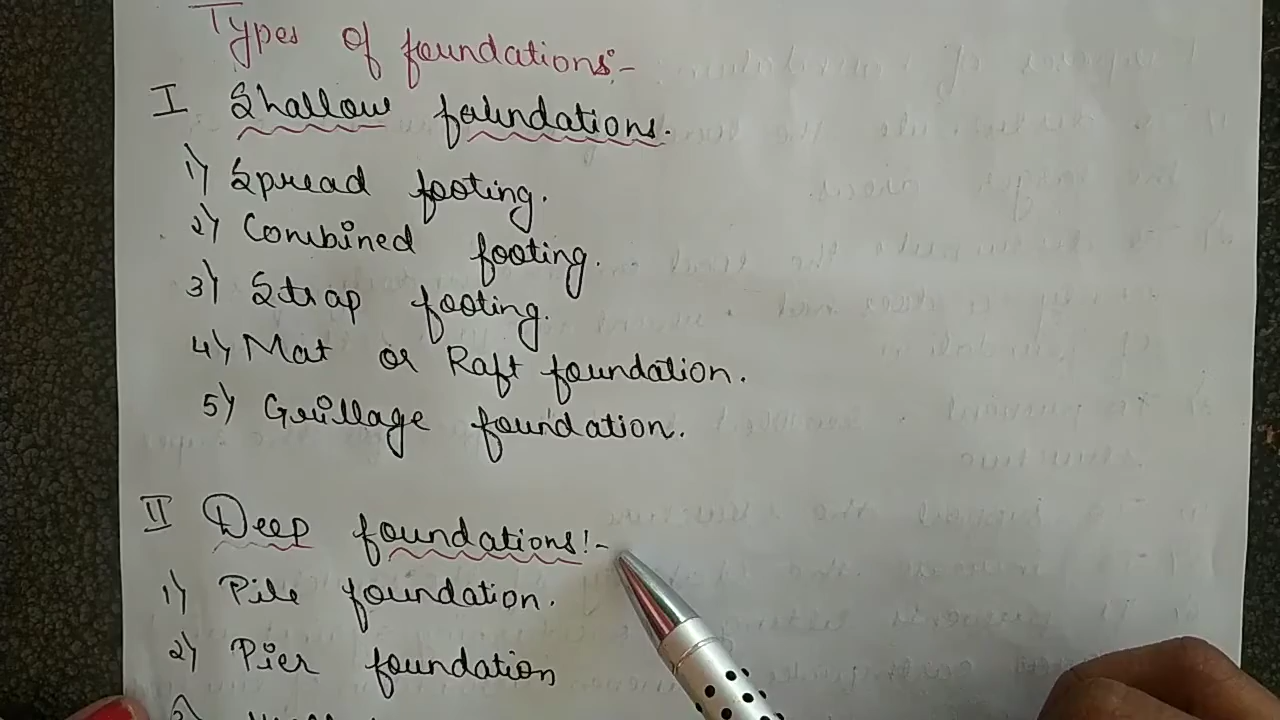 Types of foundations:-
I Shallow foundations.
1) Spread footing.
2) Combined footing.
3) Strap footing.
4) Mat or Raft foundation.
5) Grillage foundation.
II Deep foundations:-
1) Pile foundation.
2) Pier foundation